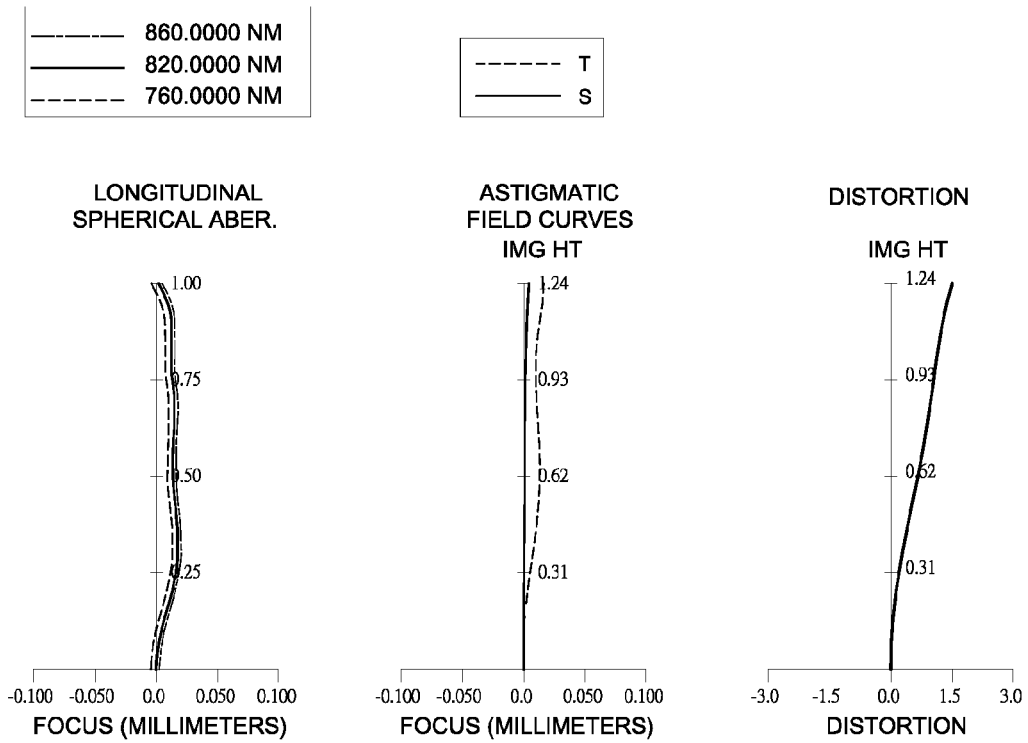 860.0000 NM
820.0000 NM
760.0000 NM
T
S
LONGITUDINAL
SPHERICAL ABER.
1.00
0.75
0.50
0.25
-0.100 -0.050 0.0 0.050 0.100
FOCUS (MILLIMETERS)
ASTIGMATIC
FIELD CURVES
IMG HT
1.24
0.93
0.62
0.31
-0.100 -0.050 0.0 0.050 0.100
FOCUS (MILLIMETERS)
DISTORTION
IMG HT
1.24
0.93
0.62
0.31
-3.0 -1.5 0.0 1.5 3.0
DISTORTION